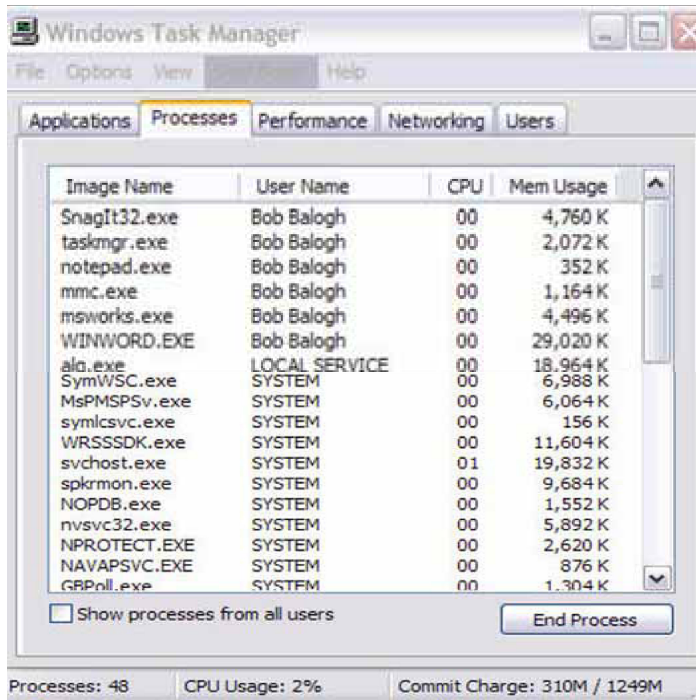 Windows Task Manager
File Options View Help
Applications Processes Performance Networking Users
Image Name User Name CPU Mem Usage
SnagIt32.exe Bob Balogh 00 4,760 K
taskmgr.exe Bob Balogh 00 2,072 K
notepad.exe Bob Balogh 00 352 K
mmc.exe Bob Balogh 00 1,164 K
msworks.exe Bob Balogh 00 4,496 K
WINWORD.EXE Bob Balogh 00 29,020 K
alg.exe LOCAL SERVICE 00 18,964 K
SymWSC.exe SYSTEM 00 6,988 K
MsPMSPSv.exe SYSTEM 00 6,064 K
symlcsvc.exe SYSTEM 00 156 K
WRSSSDK.exe SYSTEM 00 11,604 K
svchost.exe SYSTEM 01 19,832 K
spkrmon.exe SYSTEM 00 9,684 K
NOPDB.exe SYSTEM 00 1,552 K
nvsvc32.exe SYSTEM 00 5,892 K
NPROTECT.EXE SYSTEM 00 2,620 K
NAVAPSVC.EXE SYSTEM 00 876 K
GBPoll.exe SYSTEM 00 1,304 K
Show processes from all users End Process
Processes: 48 CPU Usage: 2% Commit Charge: 310M / 1249M